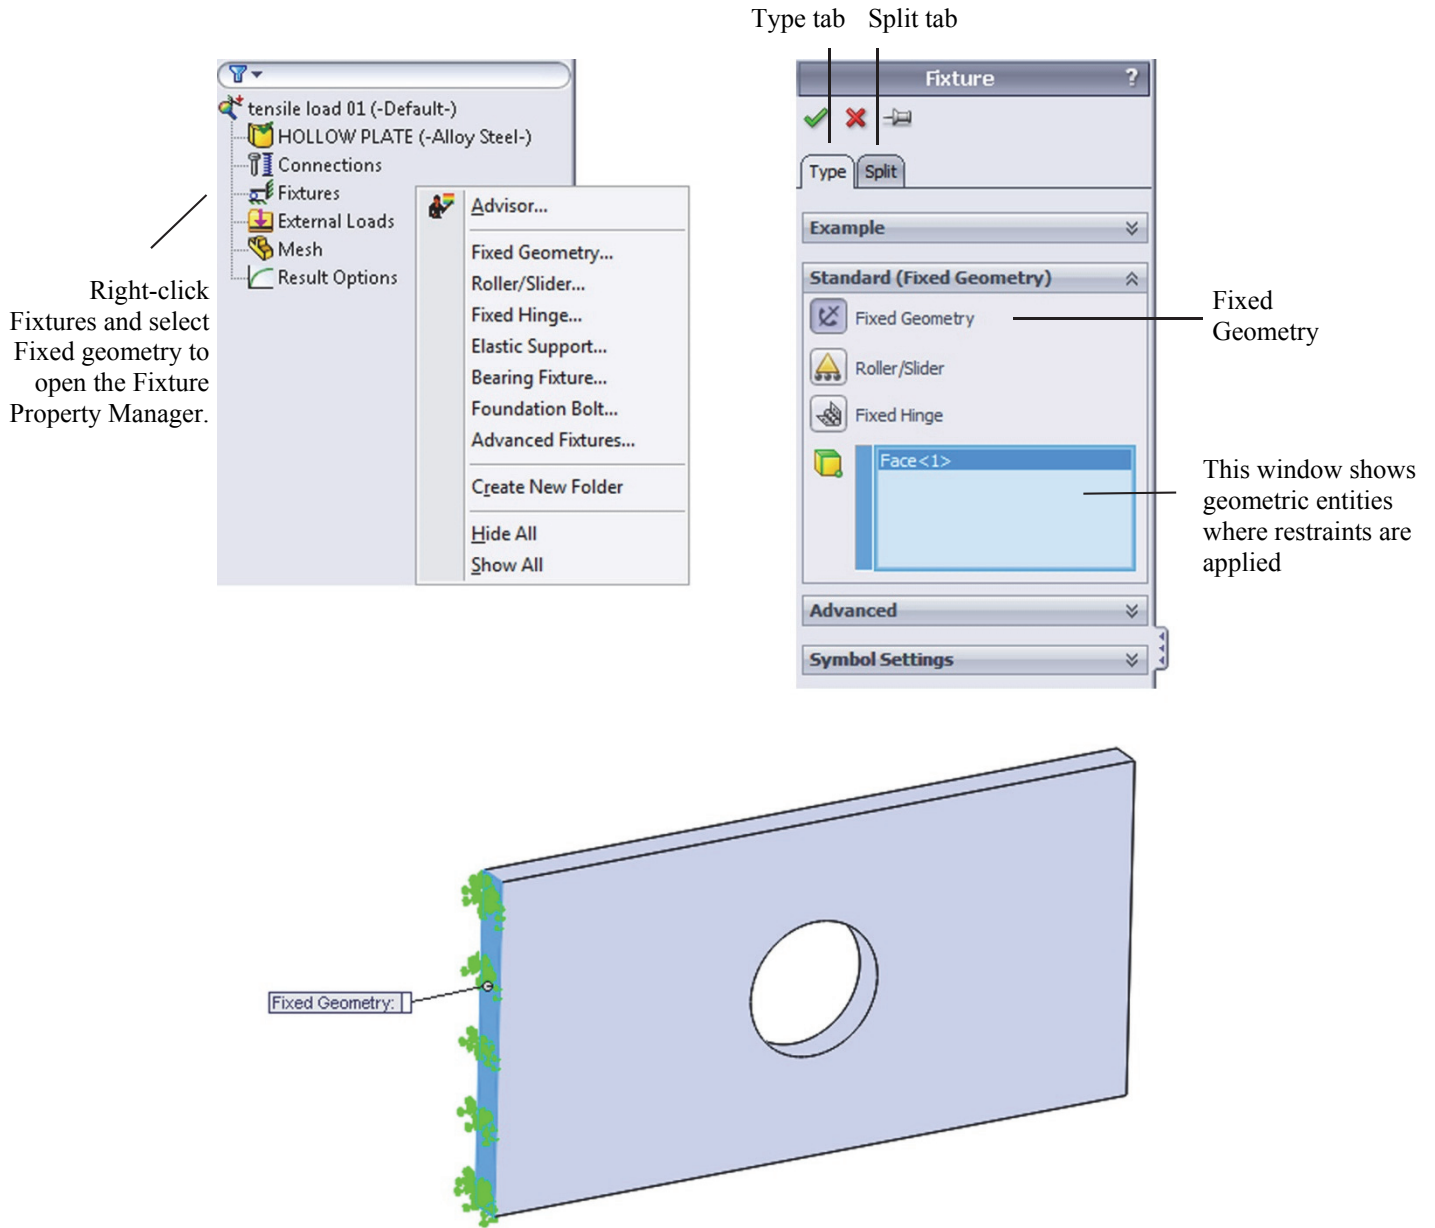 Type tab Split tab
tensile load 01 (-Default-)
HOLLOW PLATE (-Alloy Steel-)
Connections
Fixtures
External Loads
Mesh
Result Options
Right-click
Fixtures and select
Fixed geometry to
open the Fixture
Property Manager.
Advisor...
Fixed Geometry...
Roller/Slider...
Fixed Hinge...
Elastic Support...
Bearing Fixture...
Foundation Bolt...
Advanced Fixtures...
Create New Folder
Hide All
Show All
Fixture ?
Type Split
Example
Standard (Fixed Geometry)
Fixed Geometry
Roller/Slider
Fixed Hinge
Face<1>
Advanced
Symbol Settings
Fixed
Geometry
This window shows
geometric entities
where restraints are
applied
Fixed Geometry: